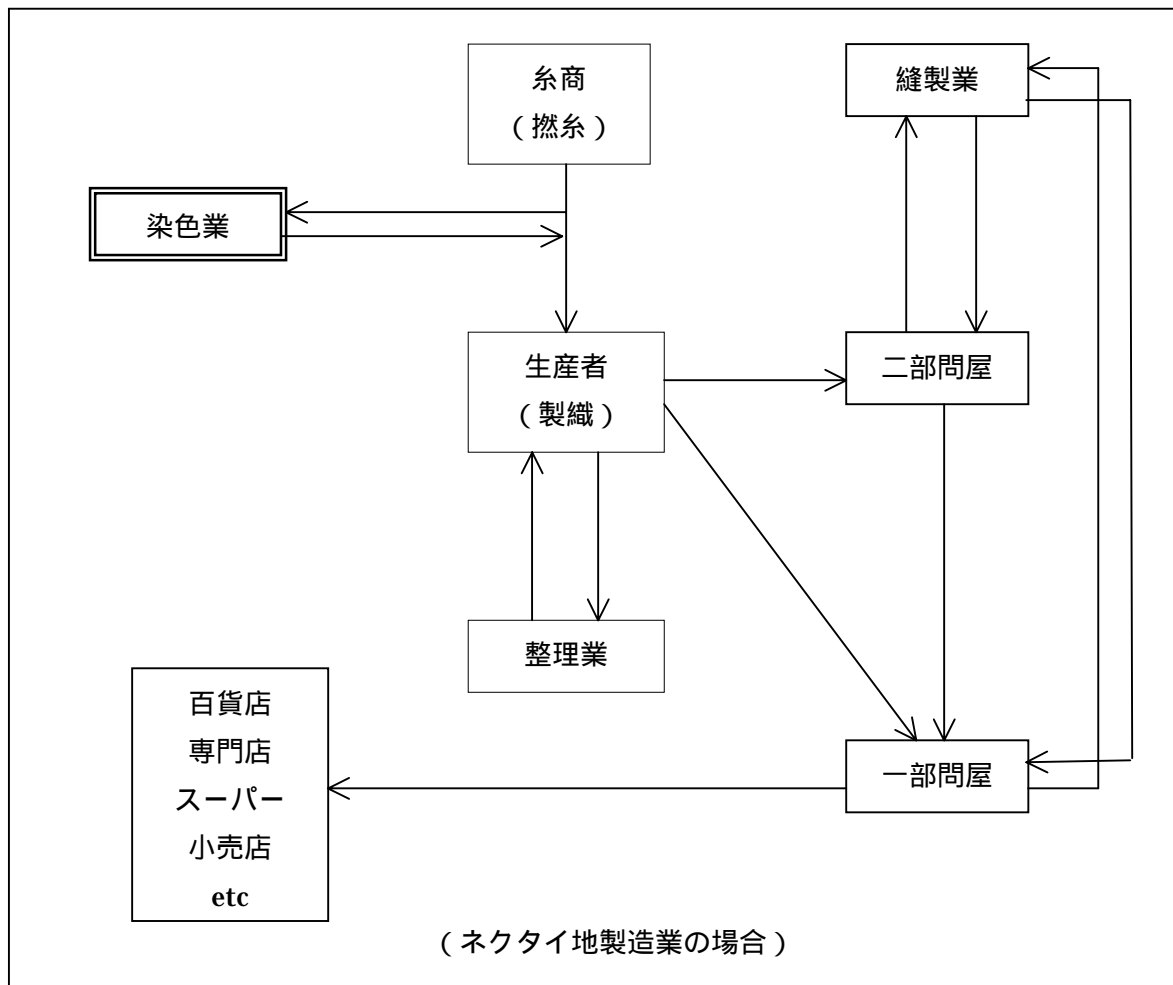 糸商
（撚糸）
縫製業
染色業
生産者
（製織）
二部問屋
整理業
百貨店
専門店
スーパー
小売店
etc
一部問屋
（ネクタイ地製造業の場合）